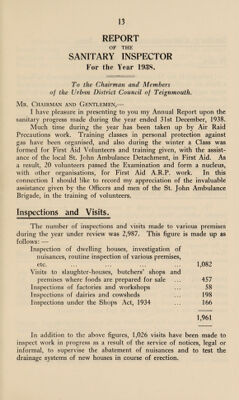 13
REPORT
OF THE
SANITARY INSPECTOR
For the Year 1938.
To the Chairman and Members
of the Urban District Council of Teignmouth.
MR. CHAIRMAN AND GENTLEMEN,—
I have pleasure in presenting to you my Annual Report upon the
sanitary progress made during the year ended 31st December, 1938.
Much time during the year has been taken up by Air Raid
Precautions work. Training classes in personal protection against
gas have been organised, and also during the winter a Class was
formed for First Aid Volunteers and training given, with the assist-
ance of the local St. John Ambulance Detachment, in First Aid. As
a result, 20 volunteers passed the Examination and form a nucleus,
with other organisations, for First Aid A.R.P. work. In this
connection I should like to record my appreciation of the invaluable
assistance given by the Officers and men of the St. John Ambulance
Brigade, in the training of volunteers.
Inspections and Visits.
The number of inspections and visits made to various premises
during the year under review was 2,987. This figure is made up as
follows: —
Inspection of dwelling houses, investigation of
nuisances, routine inspection of various premises,
etc. ... ... ... ... 1,082
Visits to slaughter-houses, butchers' shops and
premises where foods are prepared for sale ... 457
Inspections of factories and workshops ... 58
Inspections of dairies and cowsheds ... 198
Inspections under the Shops Act, 1934 ... 166
1,961
In addition to the above figures, 1,026 visits have been made to
inspect work in progress as a result of the service of notices, legal or
informal, to supervise the abatement of nuisances and to test the
drainage systems of new houses in course of erection.